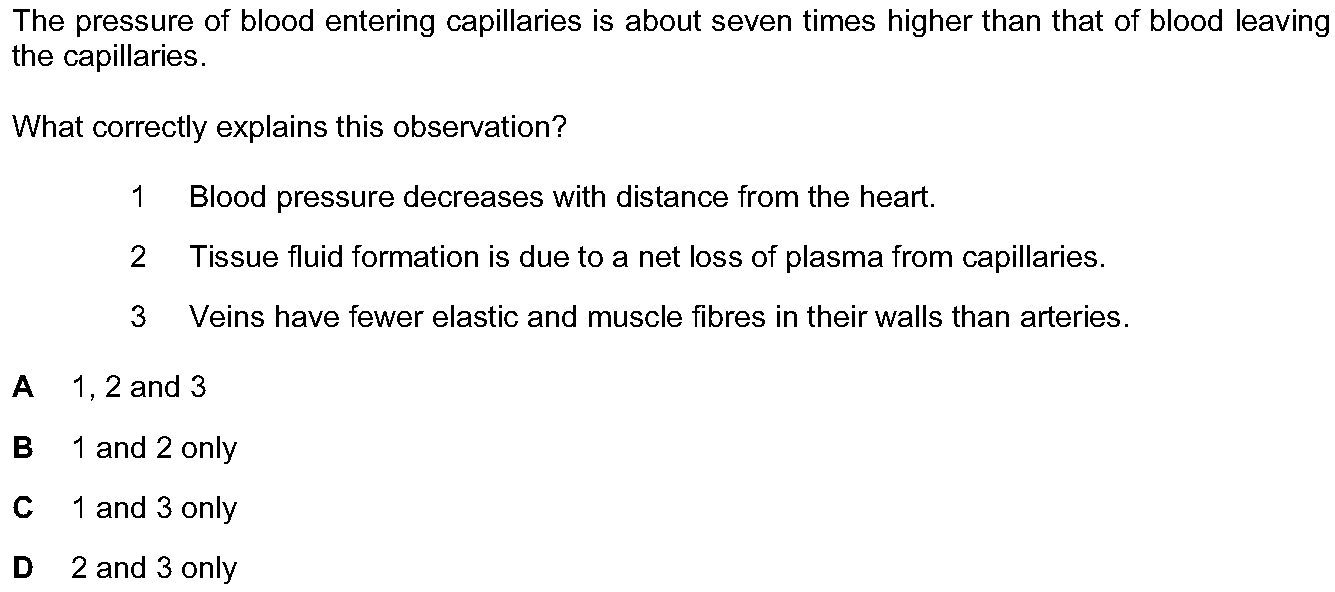 The pressure of blood entering capillaries is about seven times higher than that of blood leaving
the capillaries.
What correctly explains this observation?
1 Blood pressure decreases with distance from the heart.
2 Tissue fluid formation is due to a net loss of plasma from capillaries.
3 Veins have fewer elastic and muscle fibres in their walls than arteries.
A 1, 2 and 3
B 1 and 2 only
C 1 and 3 only
D 2 and 3 only